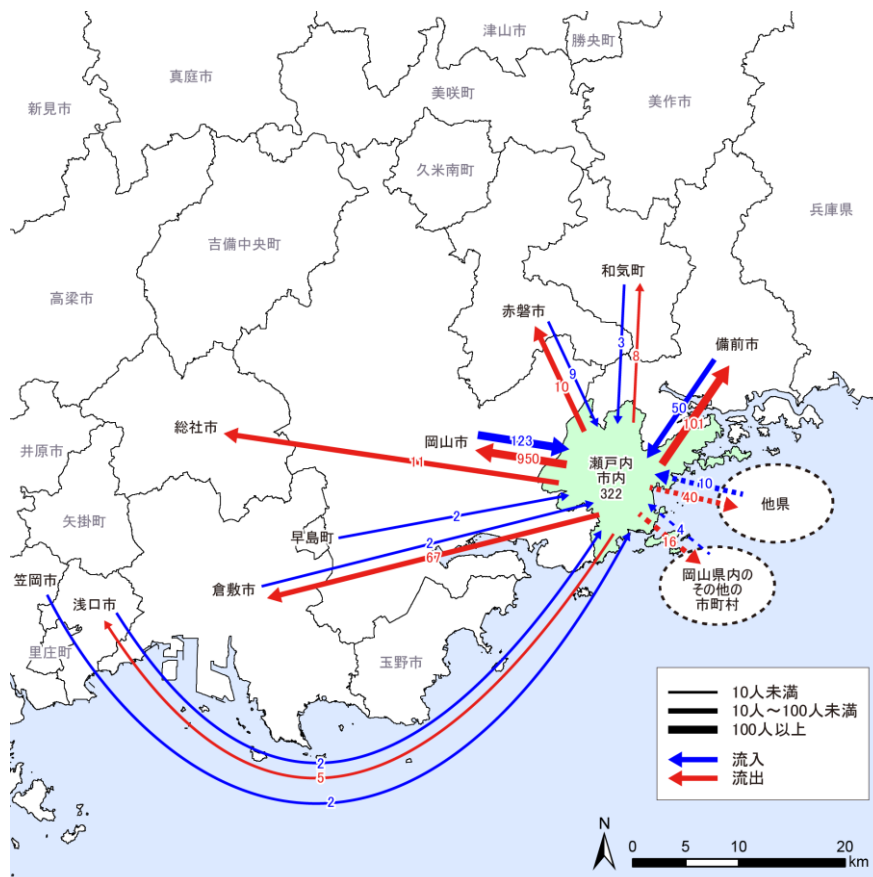 津山市
勝央町
真庭市
美咲町
美作市
新見市
久米南町
兵庫県
吉備中央町
和気町
高梁市
赤磐市
備前市
3
8
9
10
50
101
総社市
岡山市
123
950
井原市
11
瀬戸内
市内
322
10
40
他県
矢掛町
早島町
2
2
4
16
67
笠岡市
浅口市
倉敷市
岡山県内の
その他の
市町村
里庄町
玉野市
2
5
2
10人未満
10人～100人未満
100人以上
流入
流出
N
0
5
10
20
km